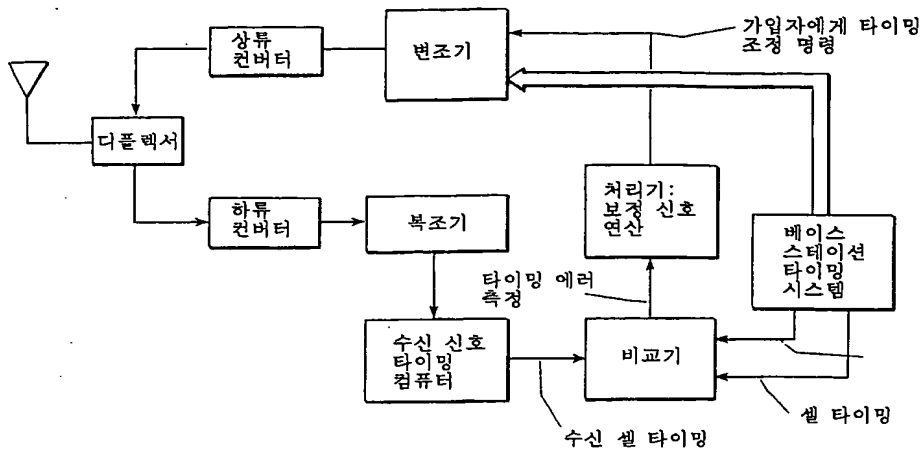 가입자에게 타이밍
조정 명령
상류
컨버터
변조기
디플렉서
하류
컨버터
복조기
처리기:
보정 신호
연산
베이스
스테이션
타이밍
시스템
타이밍 에러
측정
수신 신호
타이밍
컴퓨터
비교기
셀 타이밍
수신 셀 타이밍